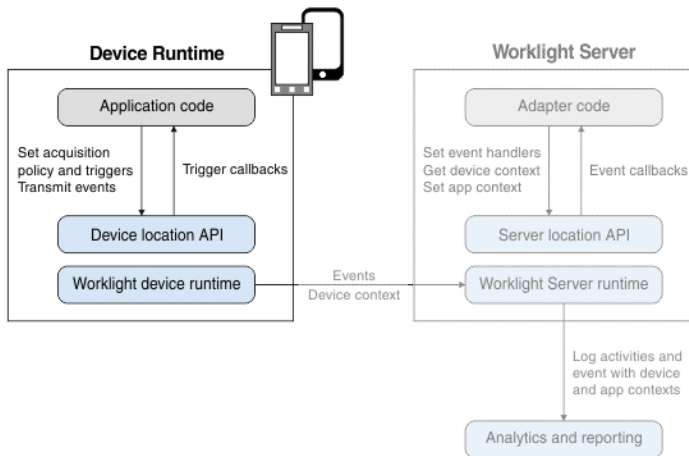 Device Runtime
Worklight Server
Application code
Adapter code
Set acquisition
policy and triggers
Transmit events
Trigger callbacks
Set event handlers
Get device context
Set app context
Event callbacks
Device location API
Server location API
Worklight device runtime
Events
Device context
Worklight Server runtime
Log activities and
event with device
and app contexts
Analytics and reporting